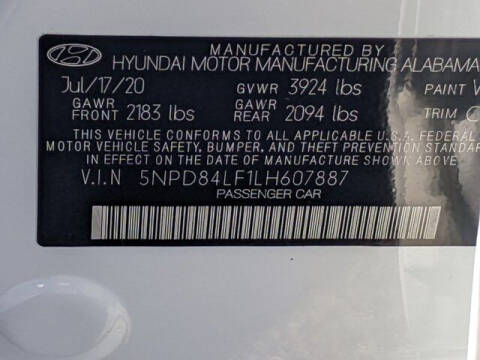 MANUFACTURED BY
HYUNDAI MOTOR MANUFACTURING ALABAMA
Jul/17/20 GVWR 3924 lbs PAINT
GAWR FRONT 2183 lbs GAWR REAR 2094 lbs TRIM
THIS VEHICLE CONFORMS TO ALL APPLICABLE U.S.A. FEDERAL
MOTOR VEHICLE SAFETY, BUMPER, AND THEFT PREVENTION STANDARDS
IN EFFECT ON THE DATE OF MANUFACTURE SHOWN ABOVE.
V.I.N 5NPD84LF1LH607887
PASSENGER CAR